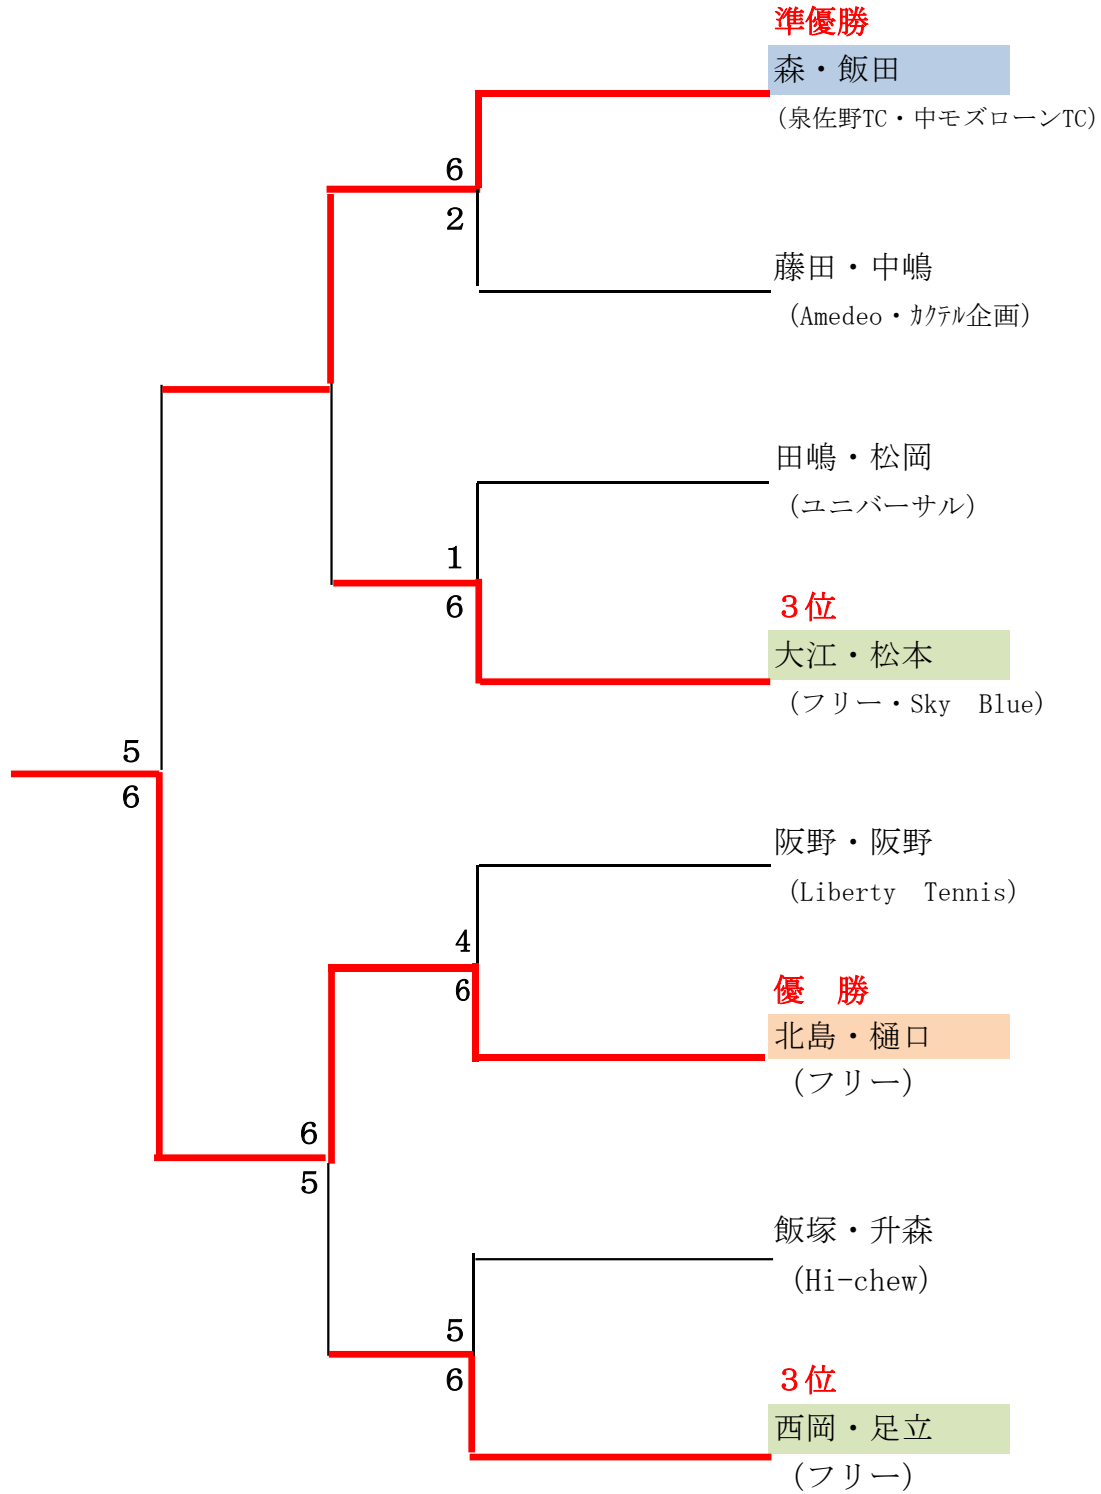 準優勝
森・飯田
（泉佐野TC・中モズローンTC）
6
2
藤田・中嶋
（Amedeo・ｶｸﾃﾙ企画）
田嶋・松岡
（ユニバーサル）
1
6
３位
大江・松本
（フリー・Sky　Blue）
5
6
阪野・阪野
（Liberty　Tennis）
4
6
優　勝
北島・樋口
（フリー）
6
5
飯塚・升森
（Hi-chew）
5
6
３位
西岡・足立
（フリー）